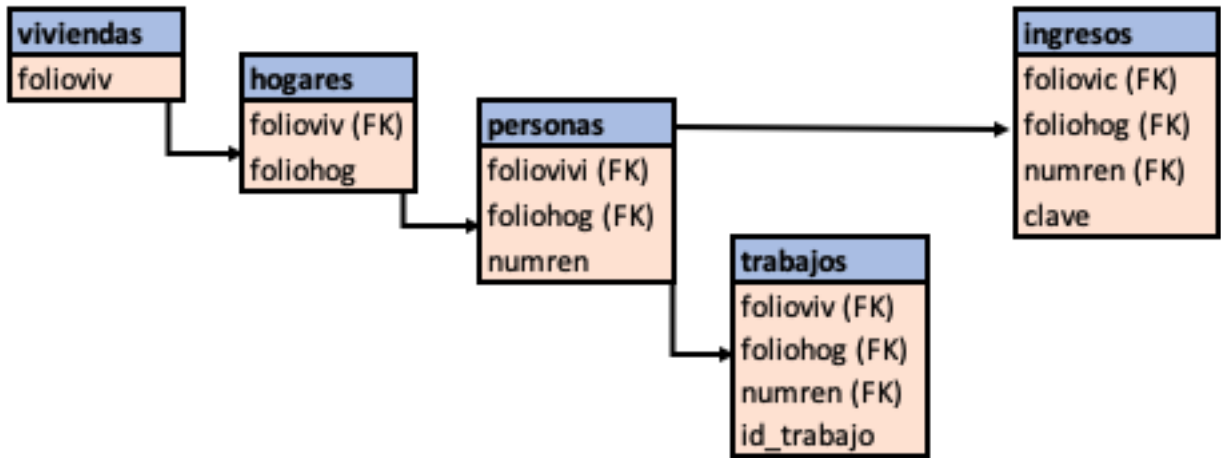 viviendas
folioviv
hogares
folioviv (FK)
foliohog
personas
foliovivi (FK)
foliohog (FK)
numren
trabajos
folioviv (FK)
foliohog (FK)
numren (FK)
id_trabajo
ingresos
foliovic (FK)
foliohog (FK)
numren (FK)
clave